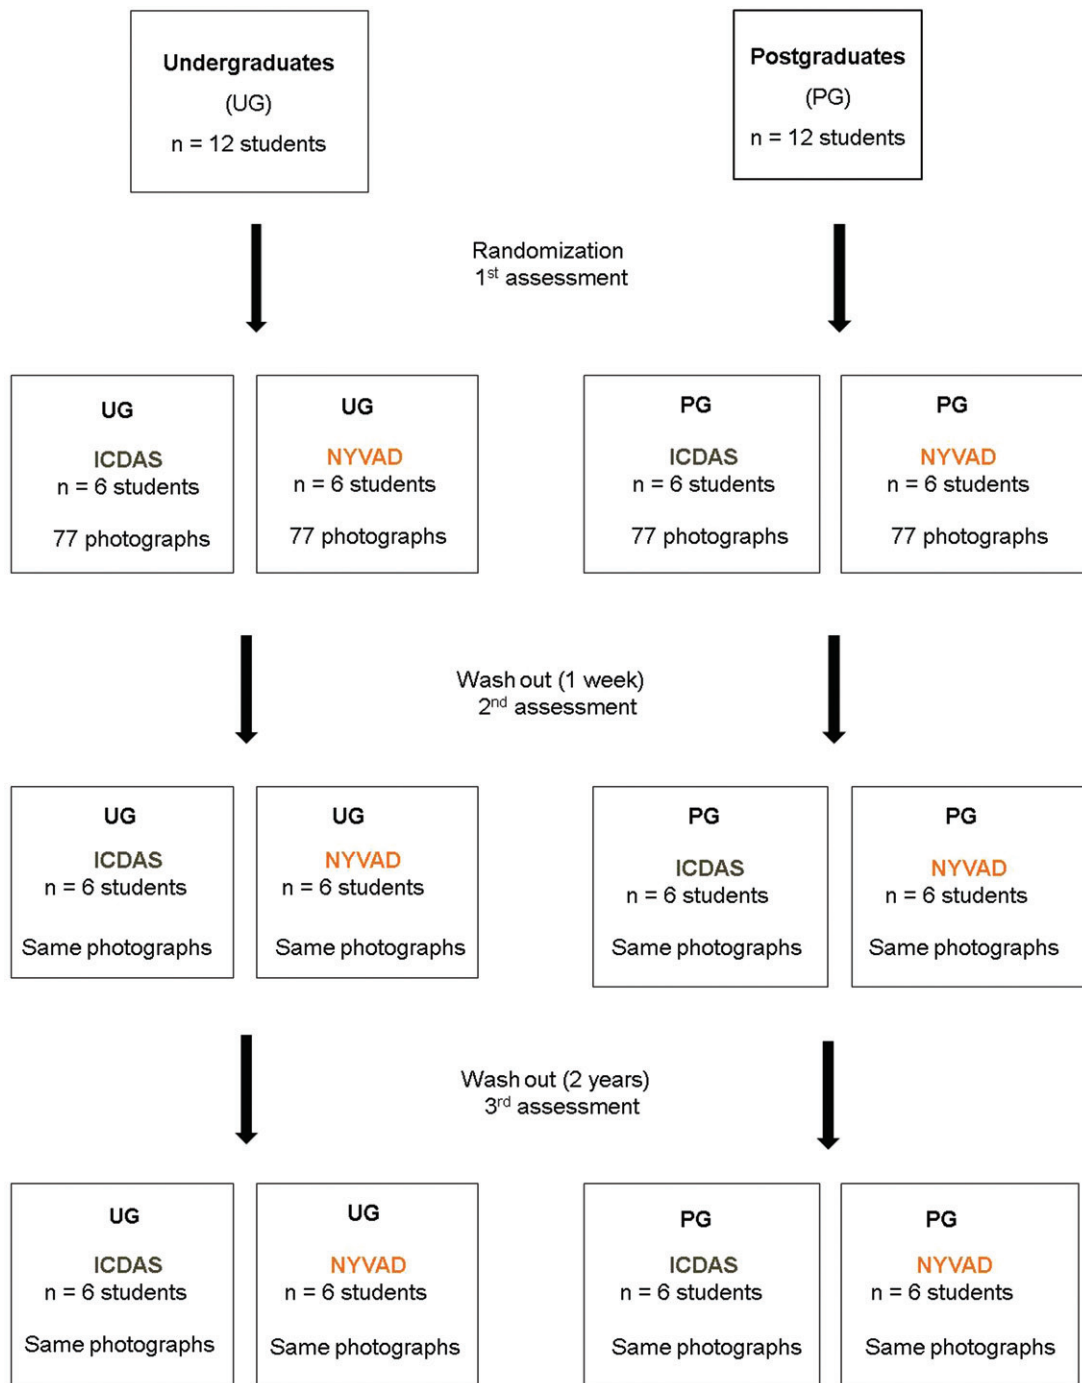 Undergraduates
(UG)
n = 12 students
Postgraduates
(PG)
n = 12 students
Randomization
1st assessment
UG
ICDAS
n = 6 students
77 photographs
UG
NYVAD
n = 6 students
77 photographs
PG
ICDAS
n = 6 students
77 photographs
PG
NYVAD
n = 6 students
77 photographs
Wash out (1 week)
2nd assessment
UG
ICDAS
n = 6 students
Same photographs
UG
NYVAD
n = 6 students
Same photographs
PG
ICDAS
n = 6 students
Same photographs
PG
NYVAD
n = 6 students
Same photographs
Wash out (2 years)
3rd assessment
UG
ICDAS
n = 6 students
Same photographs
UG
NYVAD
n = 6 students
Same photographs
PG
ICDAS
n = 6 students
Same photographs
PG
NYVAD
n = 6 students
Same photographs